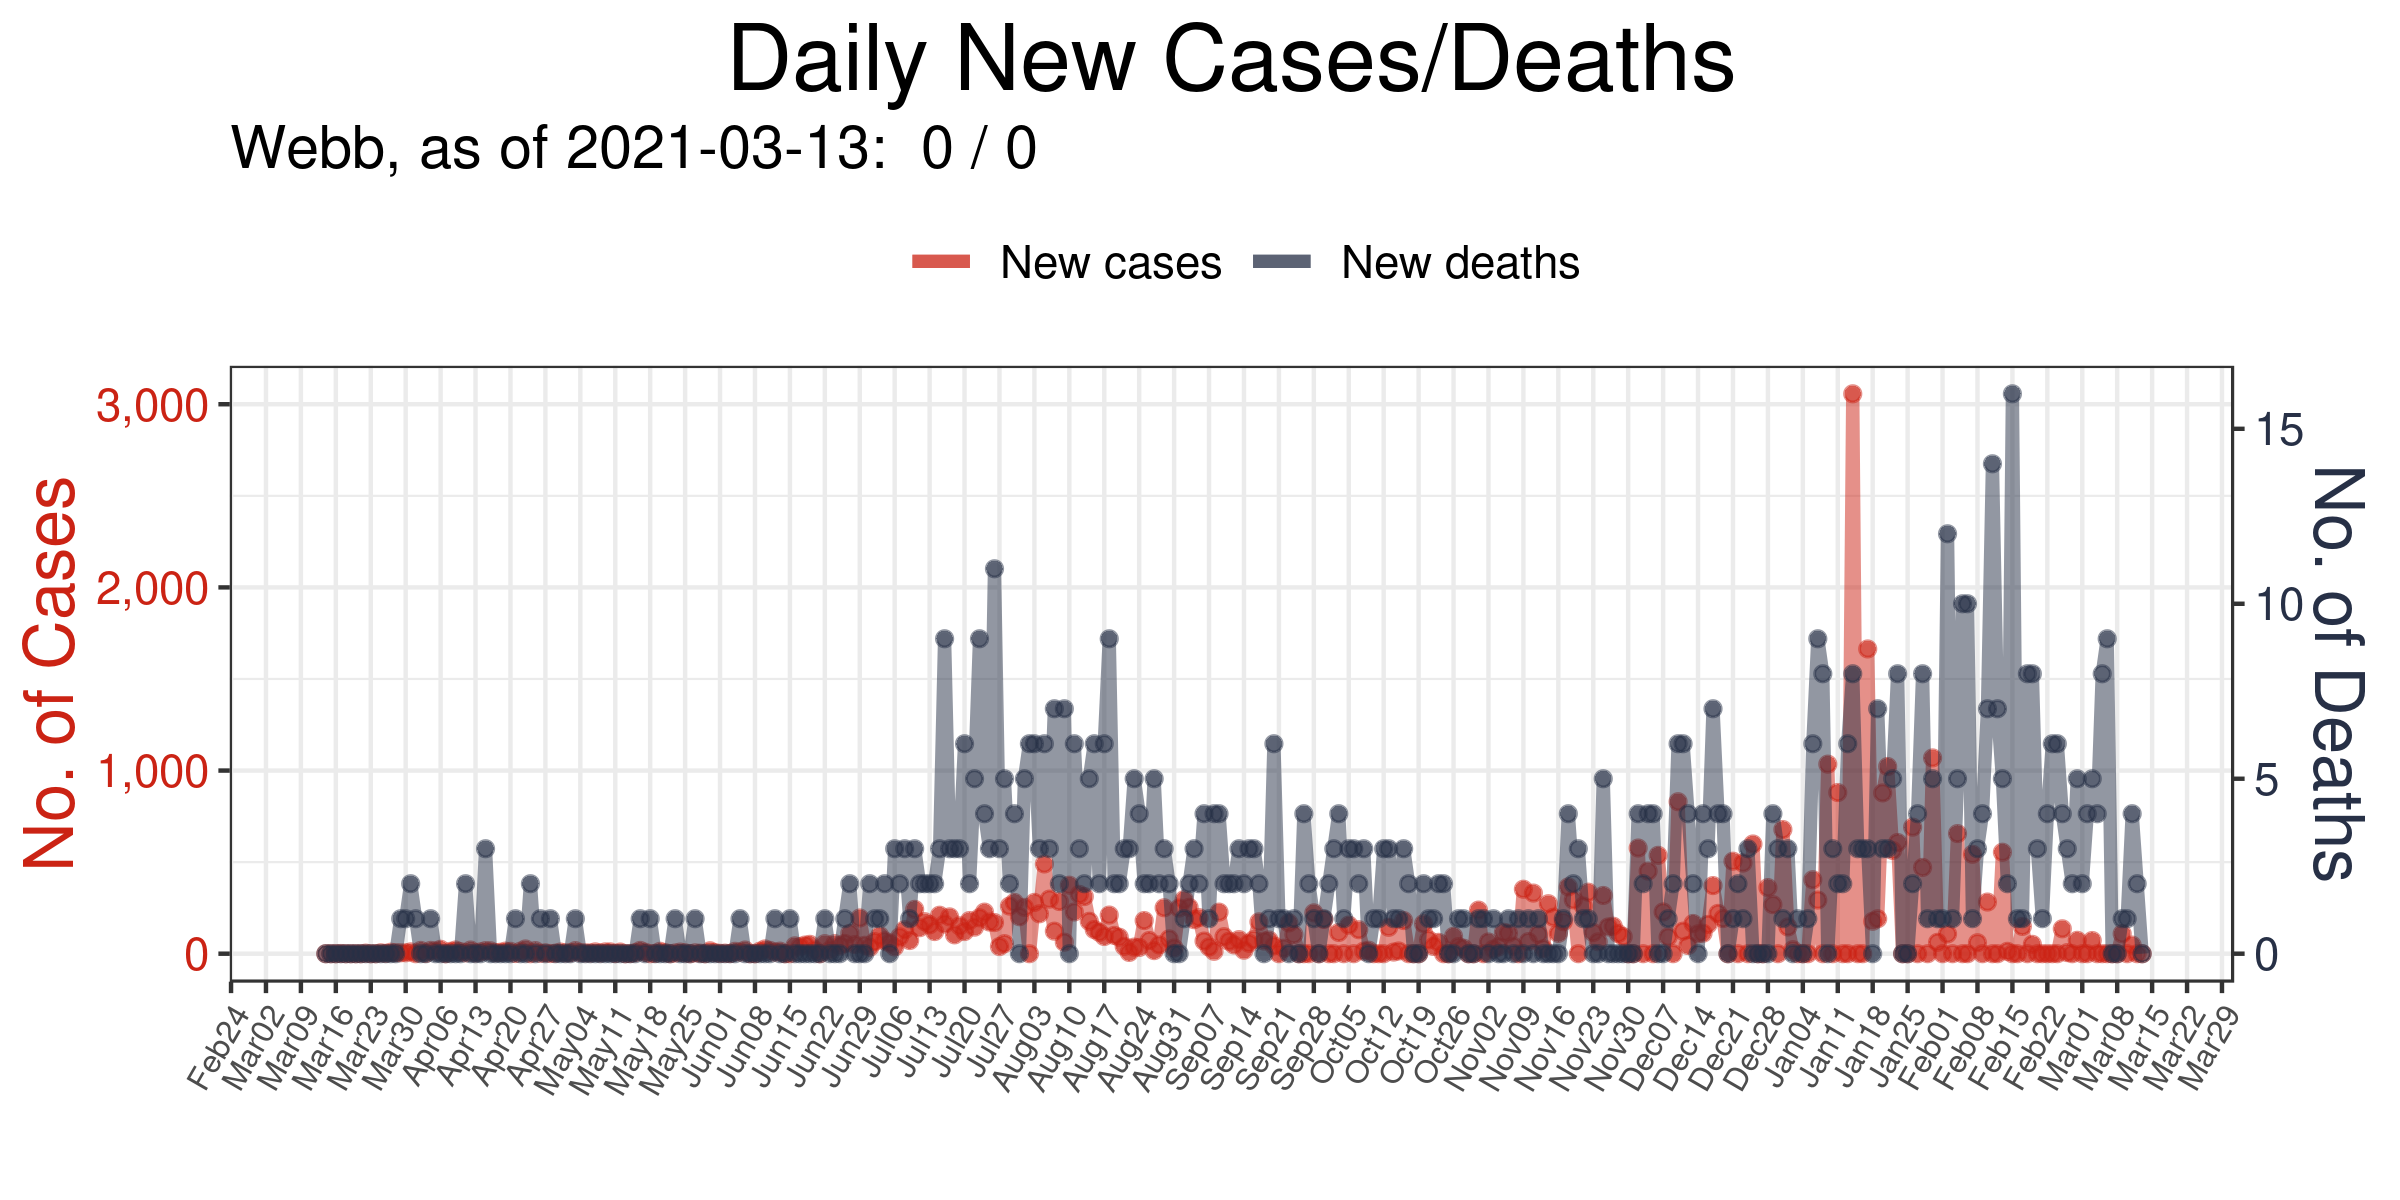 Daily New Cases/Deaths
Webb, as of 2021-03-13:  0 / 0
New cases
New deaths
No. of Cases
3,000
2,000
1,000
0
15
10
5
0
No. of Deaths
Feb24
Mar02
Mar09
Mar16
Mar23
Mar30
Apr06
Apr13
Apr20
Apr27
May04
May11
May18
May25
Jun01
Jun08
Jun15
Jun22
Jun29
Jul06
Jul13
Jul20
Jul27
Aug03
Aug10
Aug17
Aug24
Aug31
Sep07
Sep14
Sep21
Sep28
Oct05
Oct12
Oct19
Oct26
Nov02
Nov09
Nov16
Nov23
Nov30
Dec07
Dec14
Dec21
Dec28
Jan04
Jan11
Jan18
Jan25
Feb01
Feb08
Feb15
Feb22
Mar01
Mar08
Mar15
Mar22
Mar29